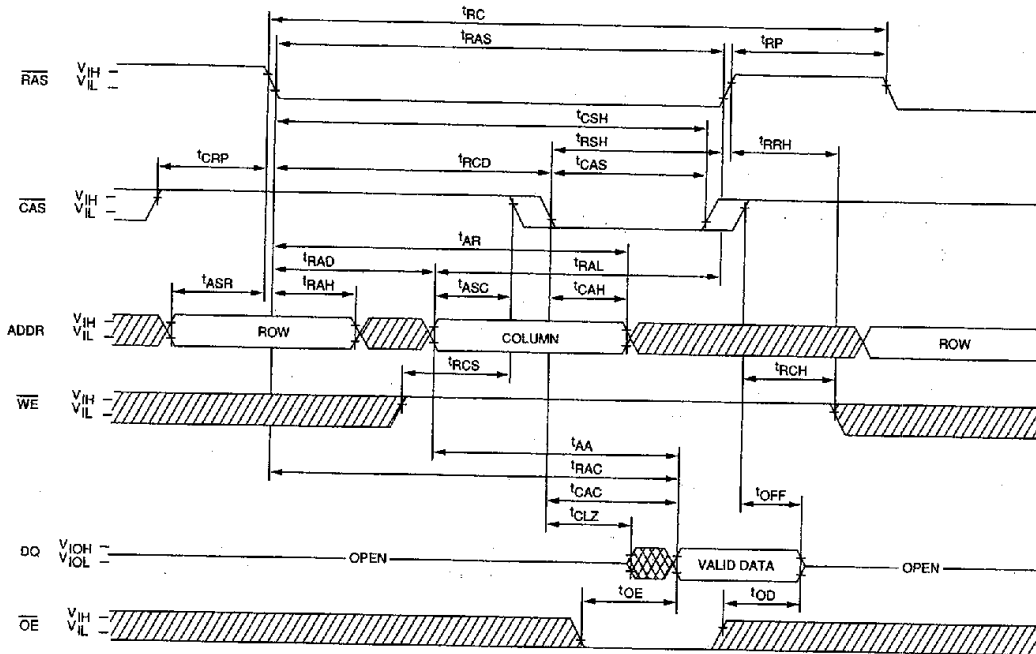 tRC
tRAS
tRP
RAS
VIH
VIL
tCSH
tRSH
tRRH
tCRP
tRCD
tCAS
CAS
VIH
VIL
tAR
tRAD
tRAL
tASR
tRAH
tASC
tCAH
ADDR
VIH
VIL
ROW
COLUMN
ROW
tRCS
tRCH
WE
VIH
VIL
tAA
tRAC
tCAC
tOFF
tCLZ
DQ
VIOH
VIOL
OPEN
VALID DATA
OPEN
tOE
tOD
OE
VIH
VIL